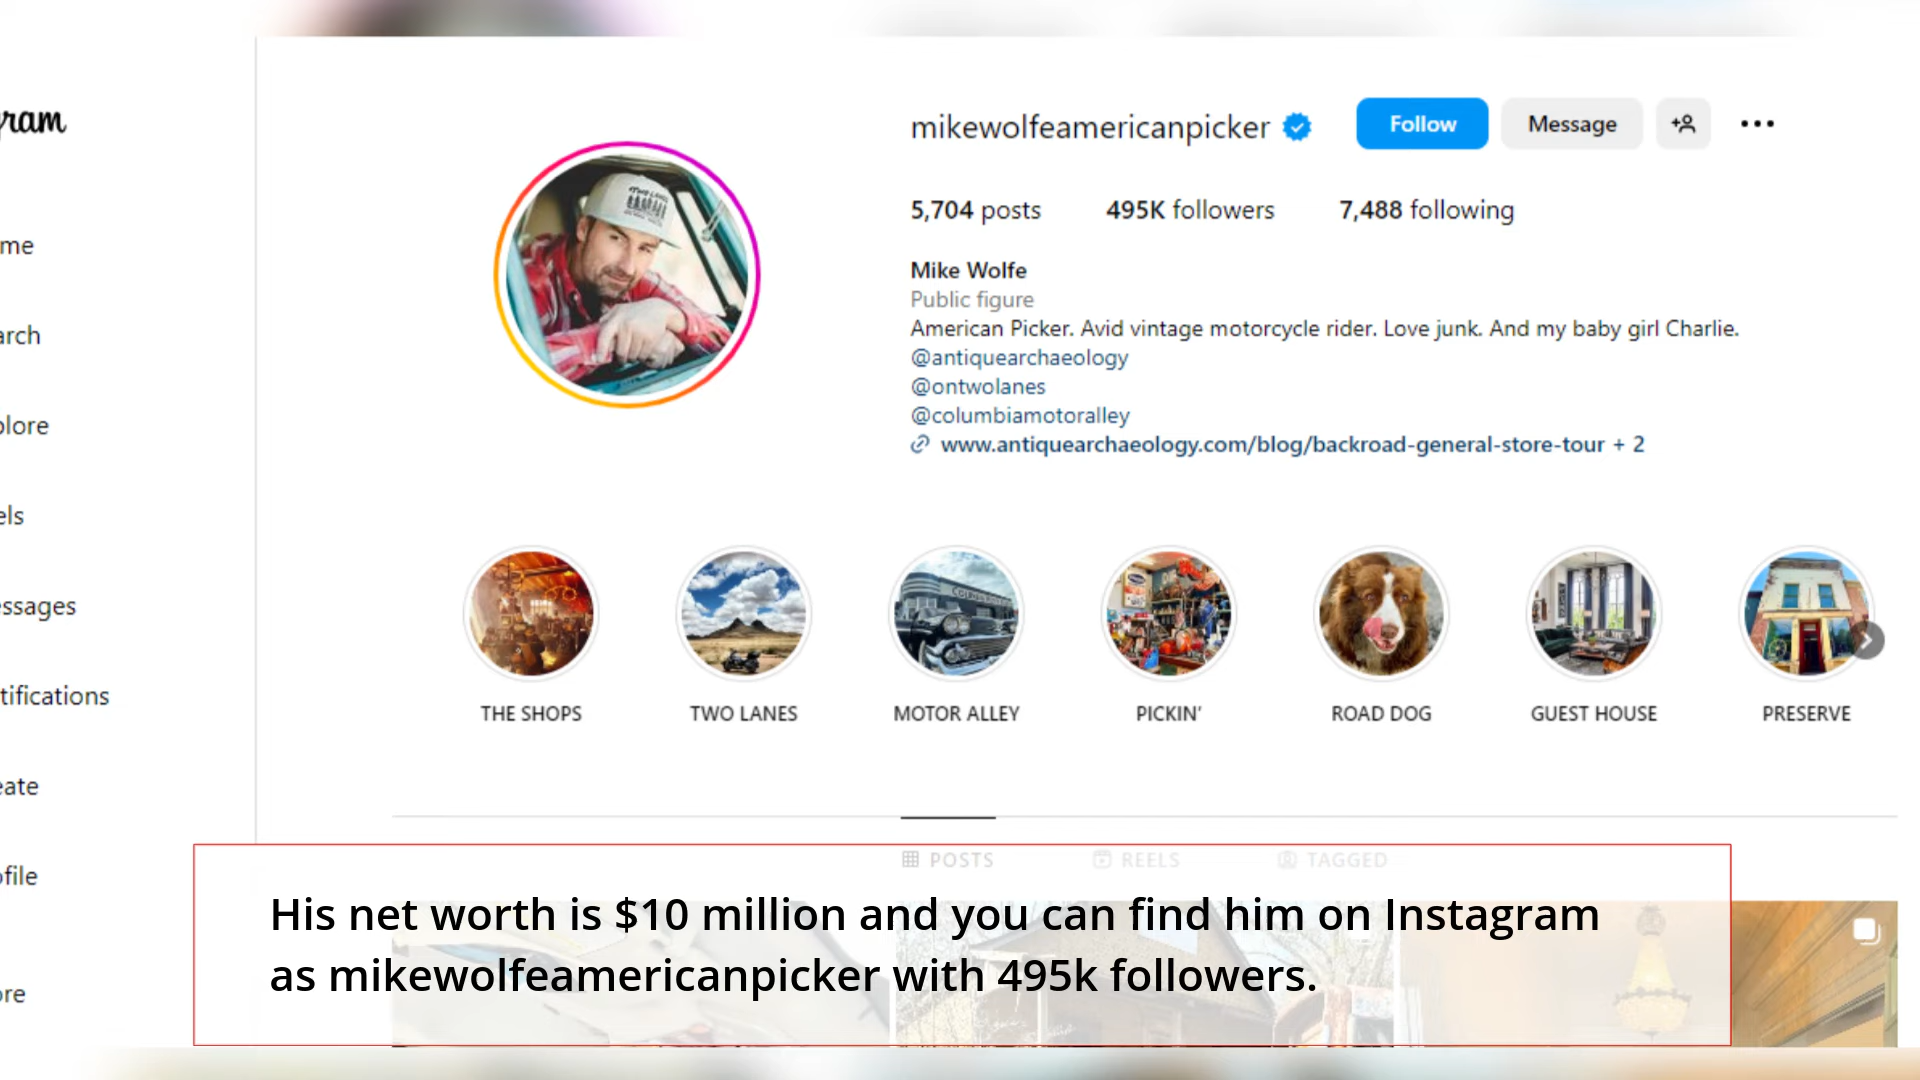 gram
mikewolfeamericanpicker Follow Message
5,704 posts 495K followers 7,488 following
me
Mike Wolfe
Public figure
American Picker. Avid vintage motorcycle rider. Love junk. And my baby girl Charlie.
arch
@antiquearchaeology
@ontwolanes
@columbiamotoralley
plore
www.antiquearchaeology.com/blog/backroad-general-store-tour + 2
els
essages
tifications
THE SHOPS TWO LANES MOTOR ALLEY PICKIN' ROAD DOG GUEST HOUSE PRESERVE
eate
POSTS REELS TAGGED
ofile
His net worth is $10 million and you can find him on Instagram
as mikewolfeamericanpicker with 495k followers.
ore